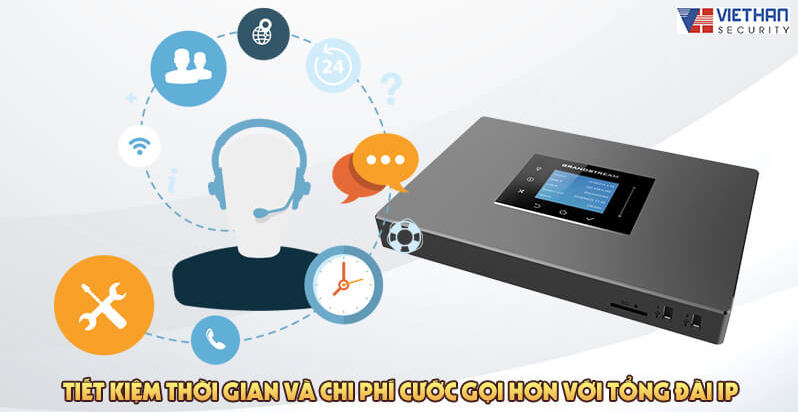 VIETHAN
SECURITY
24
?
i
GRANDSTREAM
TIẾT KIỆM THỜI GIAN VÀ CHI PHÍ CƯỚC GỌI HƠN VỚI TỔNG ĐÀI IP